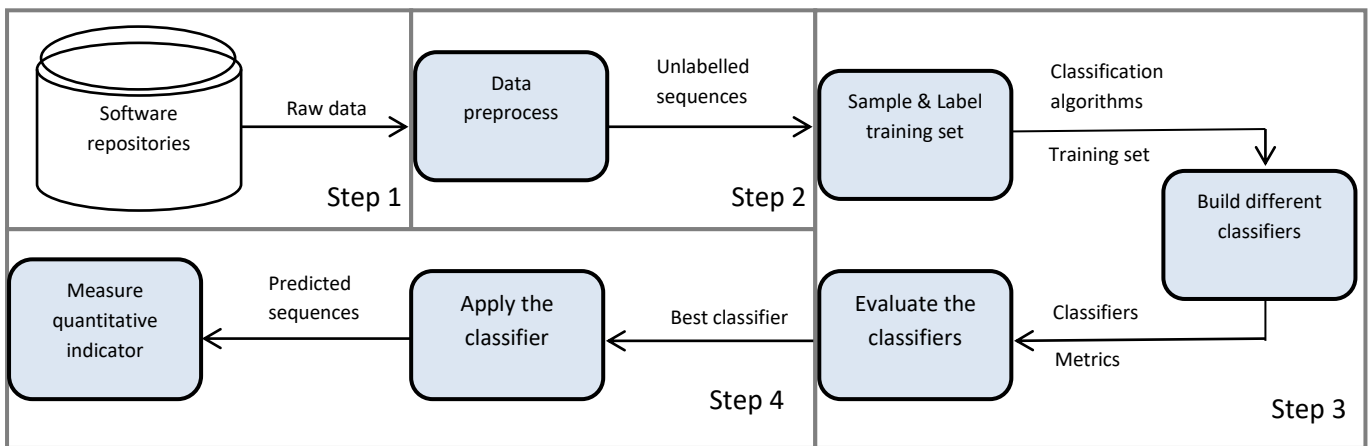 Software
repositories
Raw data
Step 1
Data
preprocess
Unlabelled
sequences
Step 2
Sample & Label
training set
Classification
algorithms
Training set
Build different
classifiers
Classifiers
Metrics
Evaluate the
classifiers
Step 3
Best classifier
Apply the
classifier
Predicted
sequences
Measure
quantitative
indicator
Step 4